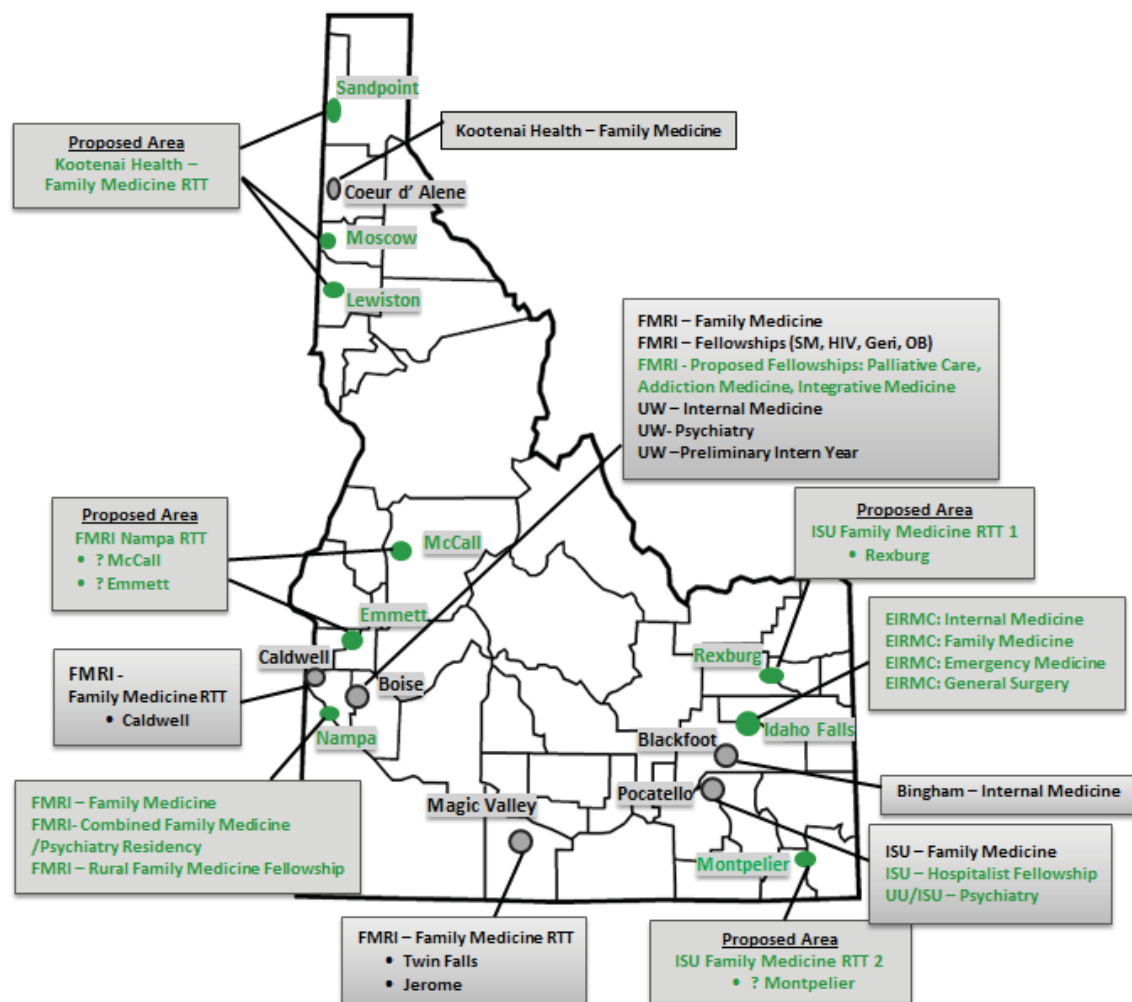 Sandpoint
Proposed Area
Kootenai Health –
Family Medicine RTT
Kootenai Health – Family Medicine
Coeur d' Alene
Moscow
Lewiston
FMRI – Family Medicine
FMRI – Fellowships (SM, HIV, Geri, OB)
FMRI - Proposed Fellowships: Palliative Care,
Addiction Medicine, Integrative Medicine
UW – Internal Medicine
UW- Psychiatry
UW –Preliminary Intern Year
Proposed Area
FMRI Nampa RTT
• ? McCall
• ? Emmett
McCall
Proposed Area
ISU Family Medicine RTT 1
• Rexburg
Emmett
EIRMC: Internal Medicine
EIRMC: Family Medicine
EIRMC: Emergency Medicine
EIRMC: General Surgery
Caldwell
Rexburg
FMRI -
Family Medicine RTT
• Caldwell
Boise
Nampa
Idaho Falls
Blackfoot
Bingham – Internal Medicine
FMRI – Family Medicine
FMRI- Combined Family Medicine
/Psychiatry Residency
FMRI – Rural Family Medicine Fellowship
Magic Valley
Pocatello
ISU – Family Medicine
ISU – Hospitalist Fellowship
UU/ISU – Psychiatry
Montpelier
FMRI – Family Medicine RTT
• Twin Falls
• Jerome
Proposed Area
ISU Family Medicine RTT 2
• ? Montpelier